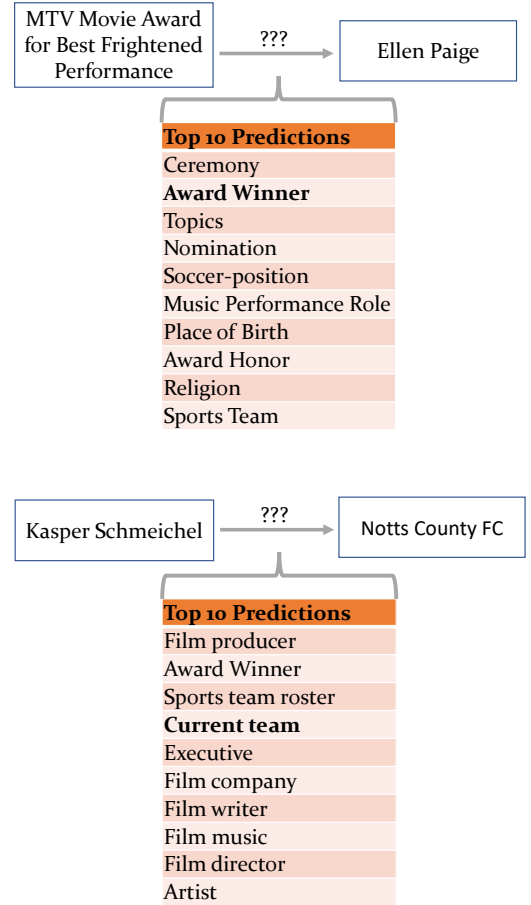 MTV Movie Award
for Best Frightened
Performance
???
Ellen Paige
Top 10 Predictions
Ceremony
Award Winner
Topics
Nomination
Soccer-position
Music Performance Role
Place of Birth
Award Honor
Religion
Sports Team
Kasper Schmeichel
???
Notts County FC
Top 10 Predictions
Film producer
Award Winner
Sports team roster
Current team
Executive
Film company
Film writer
Film music
Film director
Artist